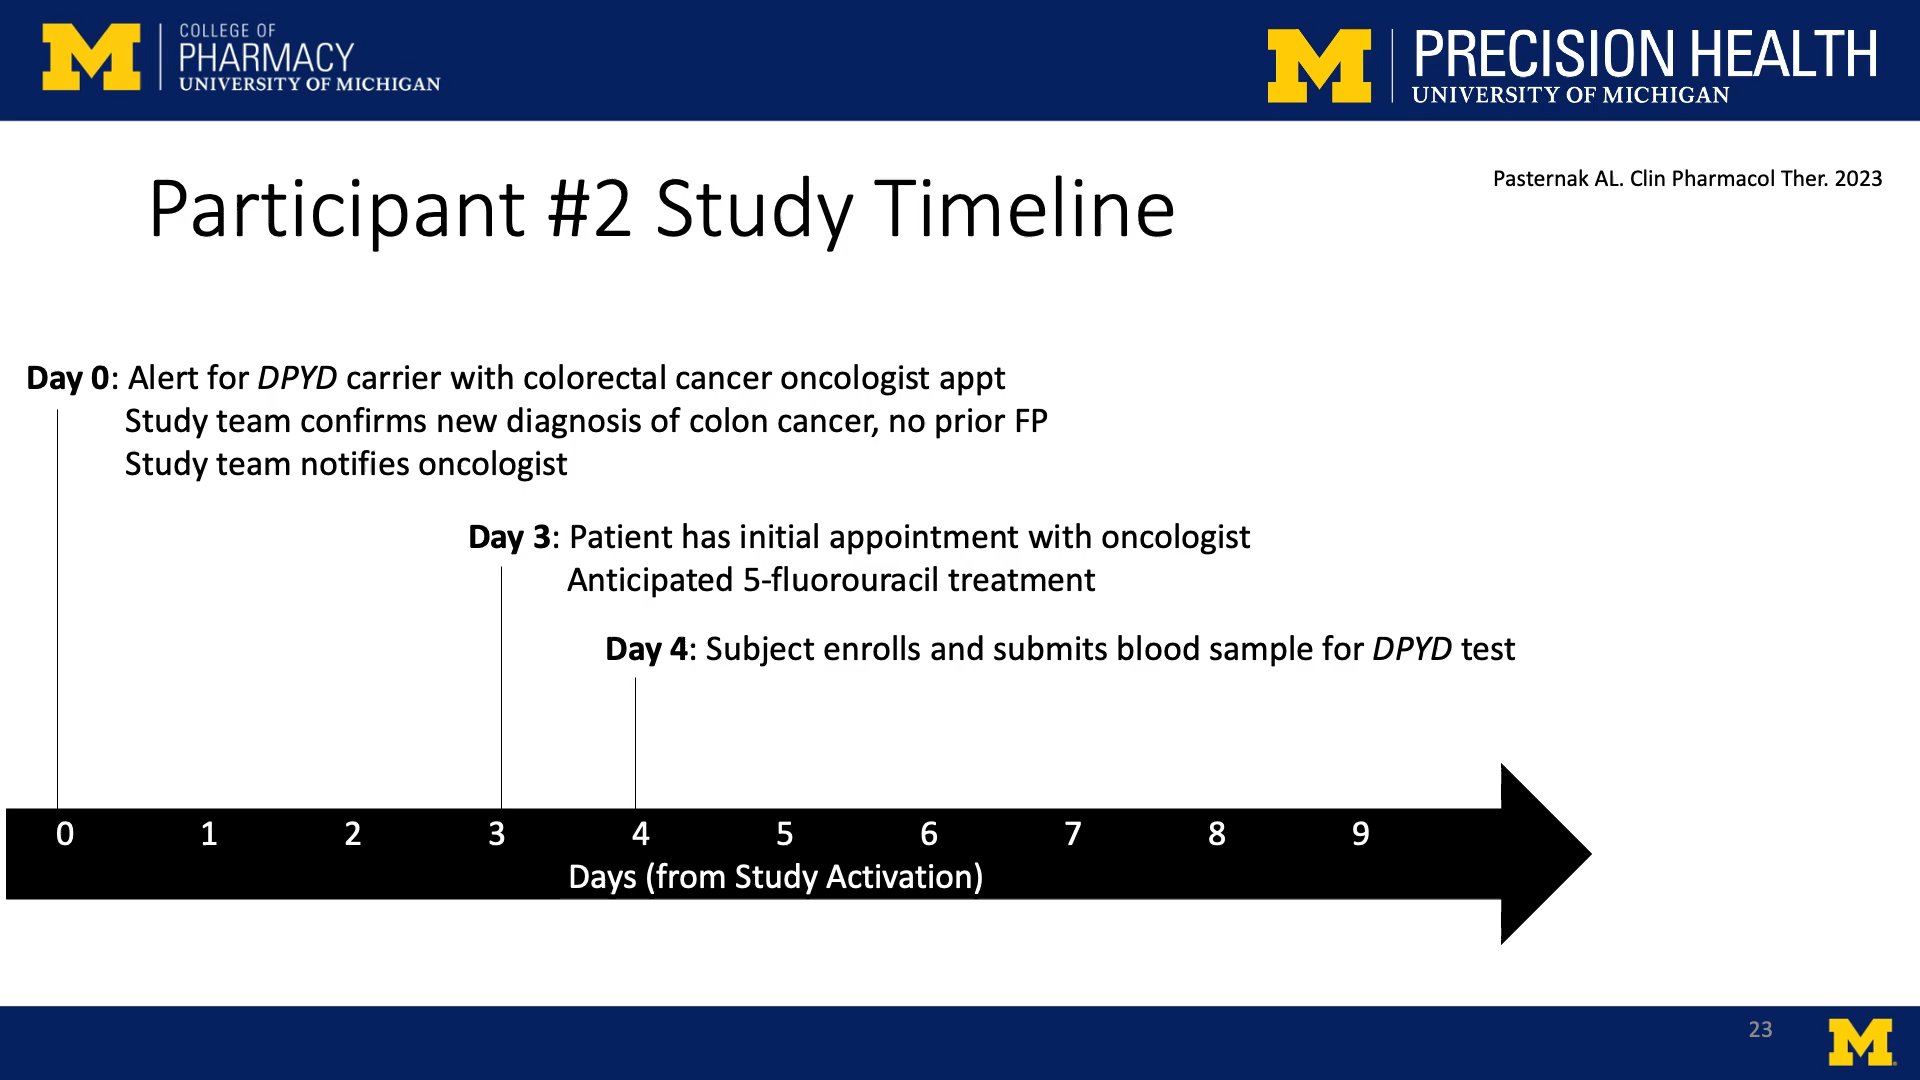 COLLEGE OF
PHARMACY
UNIVERSITY OF MICHIGAN
PRECISION HEALTH
UNIVERSITY OF MICHIGAN
Participant #2 Study Timeline
Pasternak AL. Clin Pharmacol Ther. 2023
Day 0: Alert for DPYD carrier with colorectal cancer oncologist appt
Study team confirms new diagnosis of colon cancer, no prior FP
Study team notifies oncologist
Day 3: Patient has initial appointment with oncologist
Anticipated 5-fluorouracil treatment
Day 4: Subject enrolls and submits blood sample for DPYD test
0 1 2 3 4 5 6 7 8 9
Days (from Study Activation)
23